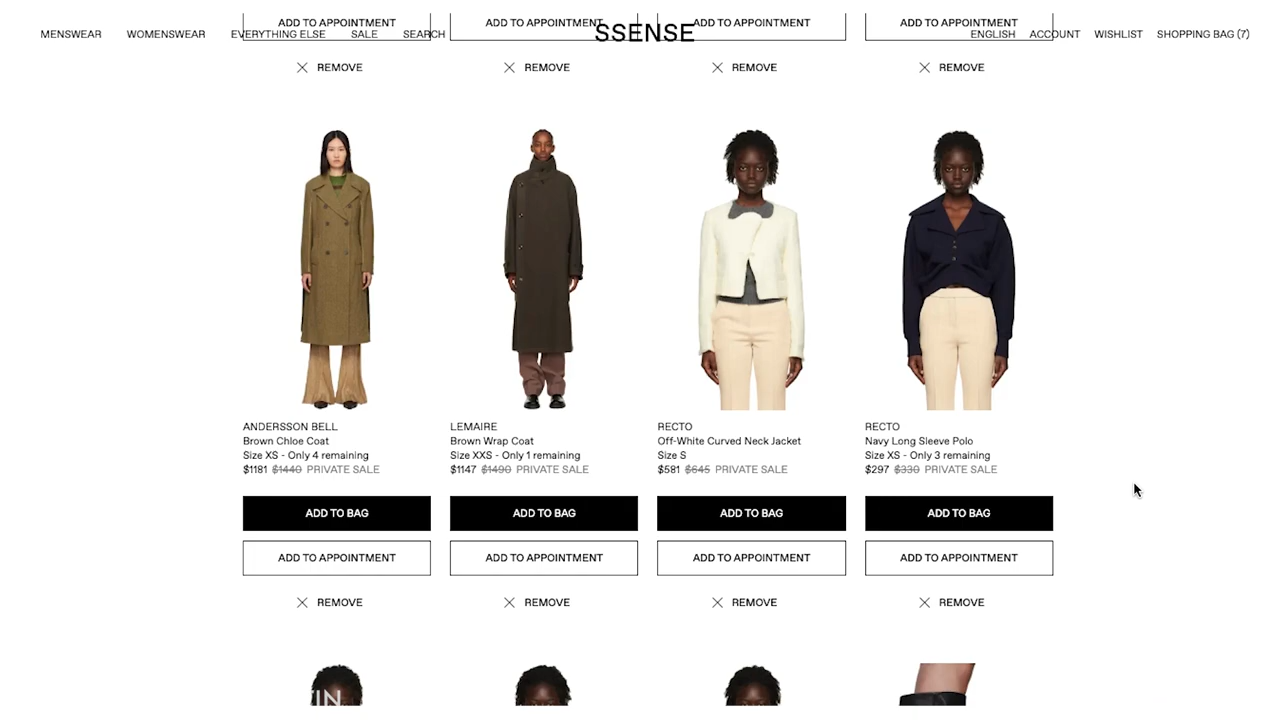 ADD TO APPOINTMENT ADD TO APPOINTMENT ADD TO APPOINTMENT ADD TO APPOINTMENT
MENSWEAR WOMENSWEAR EVERYTHING ELSE SALE SEARCH SSENSE ENGLISH ACCOUNT WISHLIST SHOPPING BAG (7)
REMOVE REMOVE REMOVE REMOVE
ANDERSSON BELL LEMAIRE RECTO RECTO
Brown Chloe Coat Brown Wrap Coat Off-White Curved Neck Jacket Navy Long Sleeve Polo
Size XS - Only 4 remaining Size XXS - Only 1 remaining Size S Size XS - Only 3 remaining
$1181 $1440 PRIVATE SALE $1147 $1490 PRIVATE SALE $581 $645 PRIVATE SALE $297 $330 PRIVATE SALE
ADD TO BAG ADD TO BAG ADD TO BAG ADD TO BAG
ADD TO APPOINTMENT ADD TO APPOINTMENT ADD TO APPOINTMENT ADD TO APPOINTMENT
REMOVE REMOVE REMOVE REMOVE